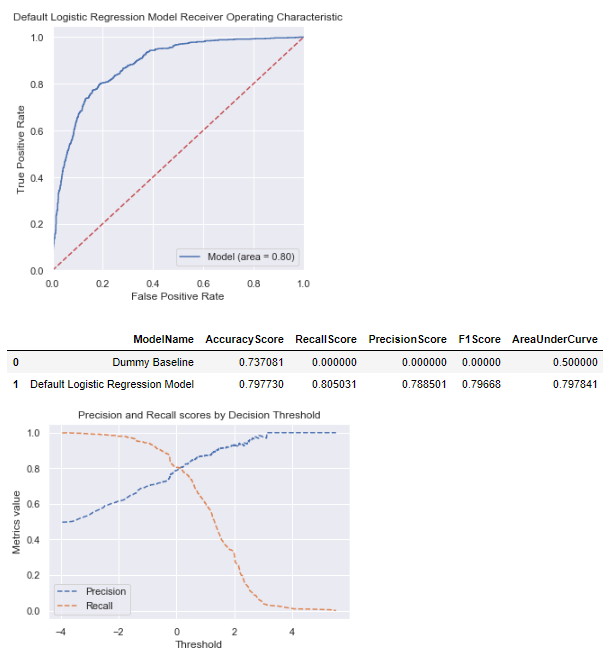 Default Logistic Regression Model Receiver Operating Characteristic
1.0
0.8
0.6
0.4
0.2
0.0
True Positive Rate
Model (area = 0.80)
0.0 0.2 0.4 0.6 0.8 1.0
False Positive Rate
ModelName AccuracyScore RecallScore PrecisionScore F1Score AreaUnderCurve
0 Dummy Baseline 0.737081 0.000000 0.000000 0.00000 0.500000
1 Default Logistic Regression Model 0.797730 0.805031 0.788501 0.79668 0.797841
Precision and Recall scores by Decision Threshold
1.0
0.8
0.6
0.4
0.2
0.0
Metrics value
Precision
Recall
−4 −2 0 2 4
Threshold